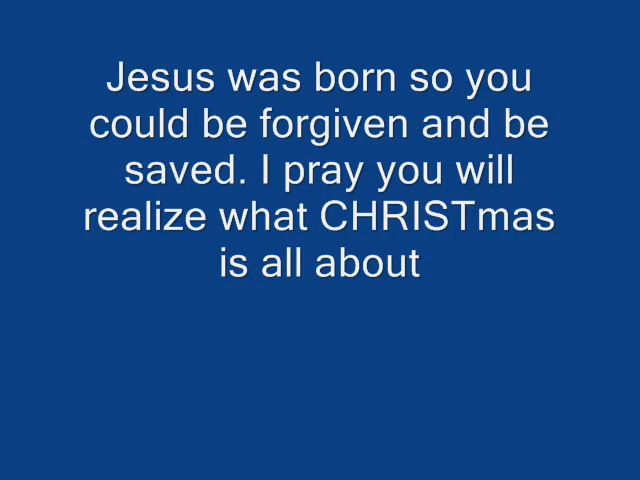 Jesus was born so you
could be forgiven and be
saved. I pray you will
realize what CHRISTmas
is all about